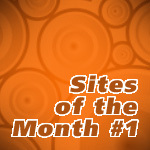 Sites
of the
Month #1